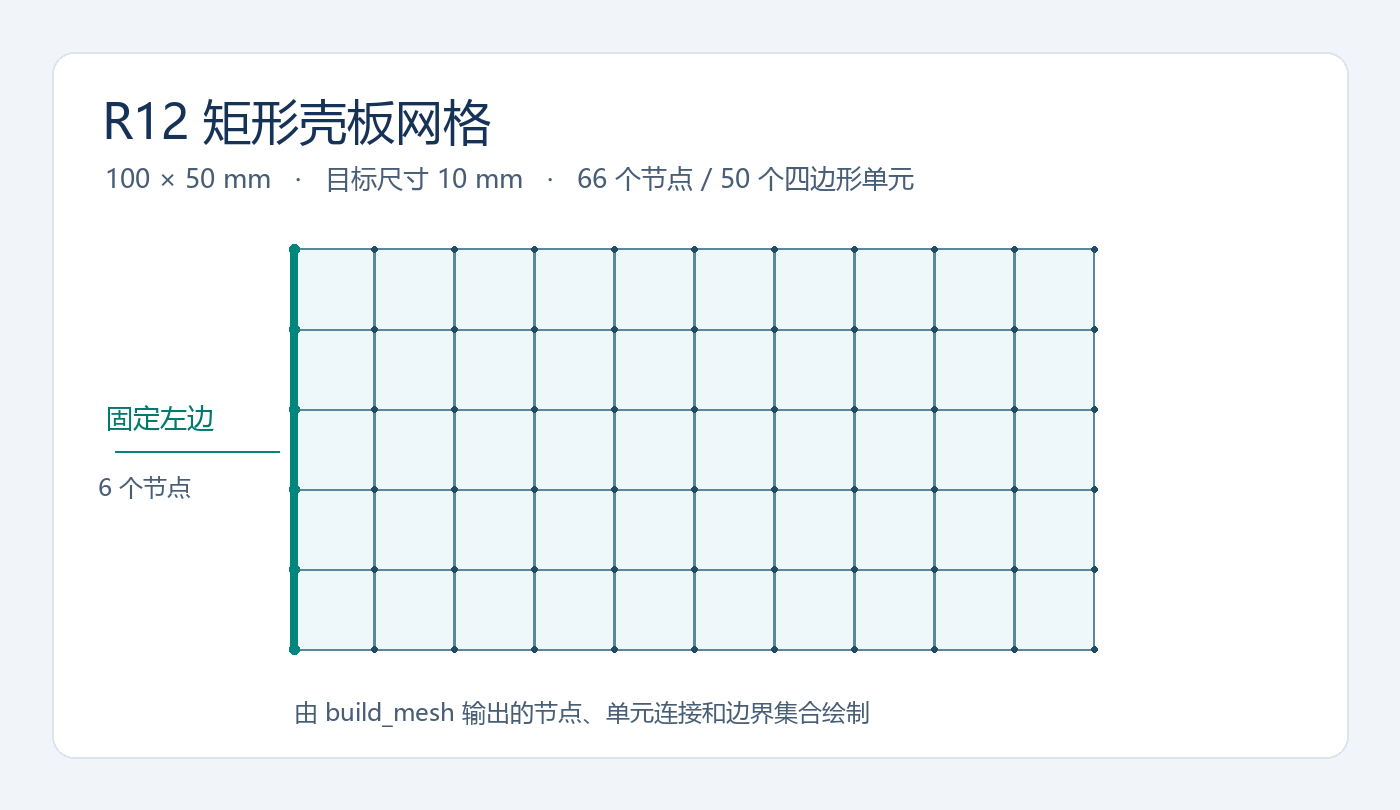 R12 矩形壳板网格
100 × 50 mm · 目标尺寸 10 mm · 66 个节点 / 50 个四边形单元
固定左边
6 个节点
由 build_mesh 输出的节点、单元连接和边界集合绘制